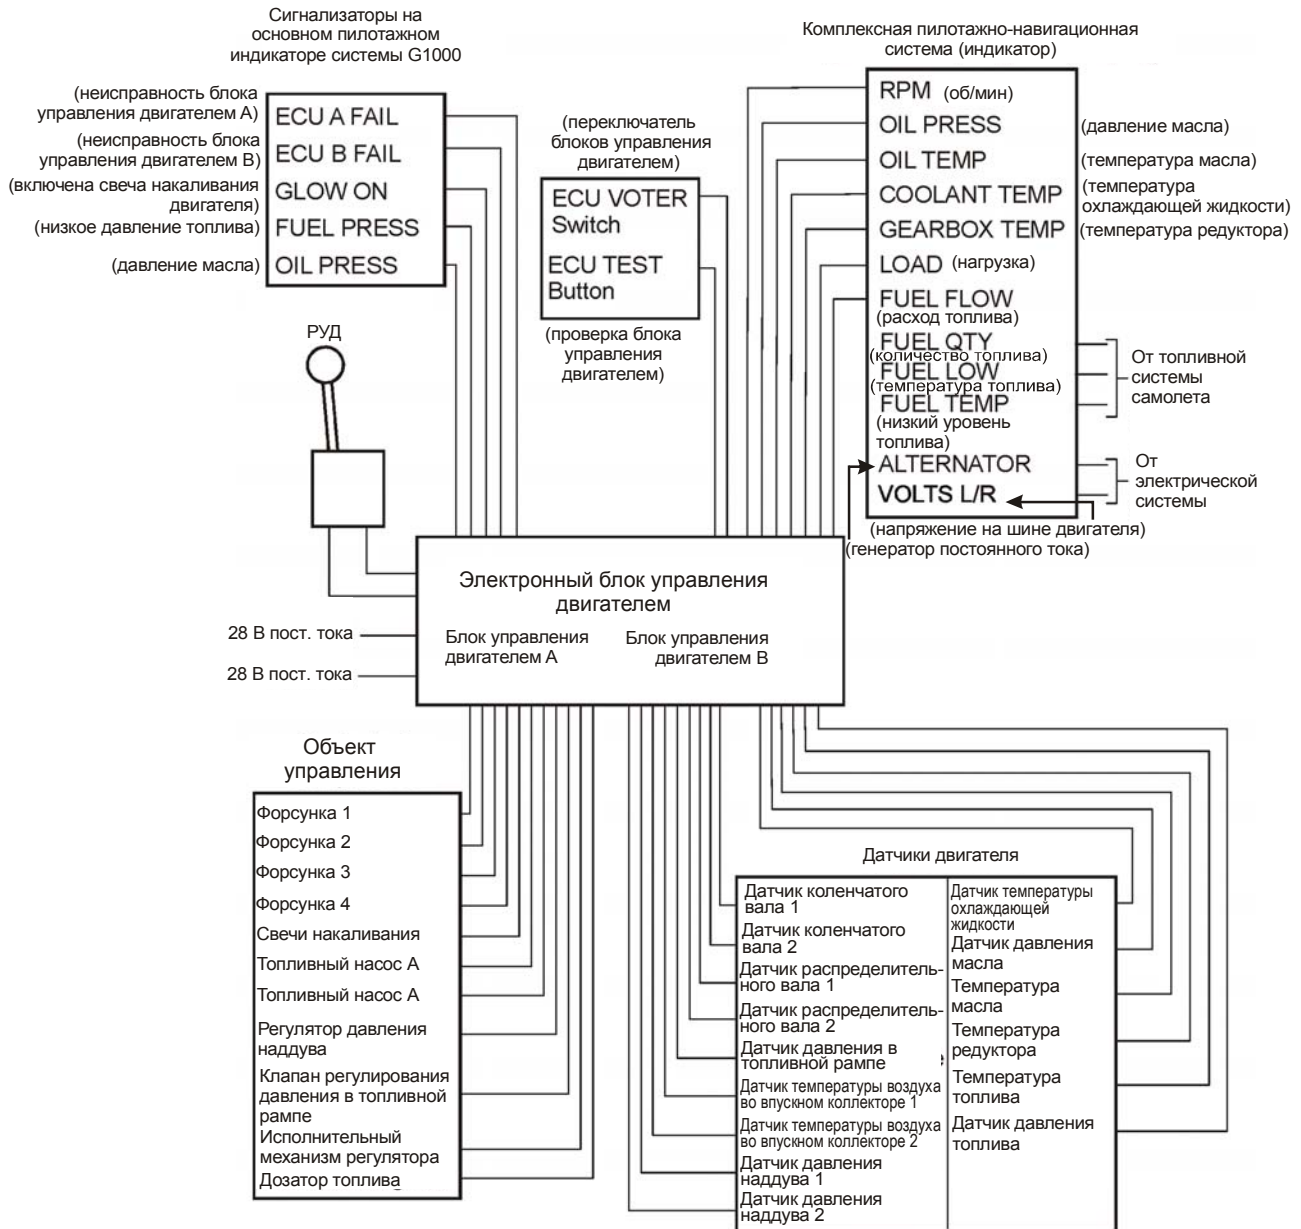 Сигнализаторы на
основном пилотажном
индикаторе системы G1000
(неисправность блока
управления двигателем А)
(неисправность блока
управления двигателем В)
(включена свеча накаливания
двигателя)
(низкое давление топлива)
(давление масла)
ECU A FAIL
ECU B FAIL
GLOW ON
FUEL PRESS
OIL PRESS
(переключатель
блоков управления
двигателем)
ECU VOTER
Switch
ECU TEST
Button
(проверка блока
управления
двигателем)
Комплексная пилотажно-навигационная
система (индикатор)
RPM (об/мин)
OIL PRESS
(давление масла)
OIL TEMP
(температура масла)
COOLANT TEMP
(температура
охлаждающей жидкости)
GEARBOX TEMP
(температура редуктора)
LOAD (нагрузка)
FUEL FLOW
(расход топлива)
FUEL QTY
(количество топлива)
FUEL LOW
(температура топлива)
FUEL TEMP
(низкий уровень
топлива)
От топливной
системы
самолета
ALTERNATOR
VOLTS L/R
От
электрической
системы
(напряжение на шине двигателя)
(генератор постоянного тока)
РУД
28 В пост. тока
28 В пост. тока
Электронный блок управления
двигателем
Блок управления
двигателем А
Блок управления
двигателем В
Объект
управления
Форсунка 1
Форсунка 2
Форсунка 3
Форсунка 4
Свечи накаливания
Топливный насос А
Топливный насос А
Регулятор давления
наддува
Клапан регулирования
давления в топливной
рампе
Исполнительный
механизм регулятора
Дозатор топлива
Датчики двигателя
Датчик коленчатого
вала 1
Датчик коленчатого
вала 2
Датчик распределитель-
ного вала 1
Датчик распределитель-
ного вала 2
Датчик давления в
топливной рампе
Датчик температуры воздуха
во впускном коллекторе 1
Датчик температуры воздуха
во впускном коллекторе 2
Датчик давления
наддува 1
Датчик давления
наддува 2
Датчик температуры
охлаждающей
жидкости
Датчик давления
масла
Температура
масла
Температура
редуктора
Температура
топлива
Датчик давления
топлива